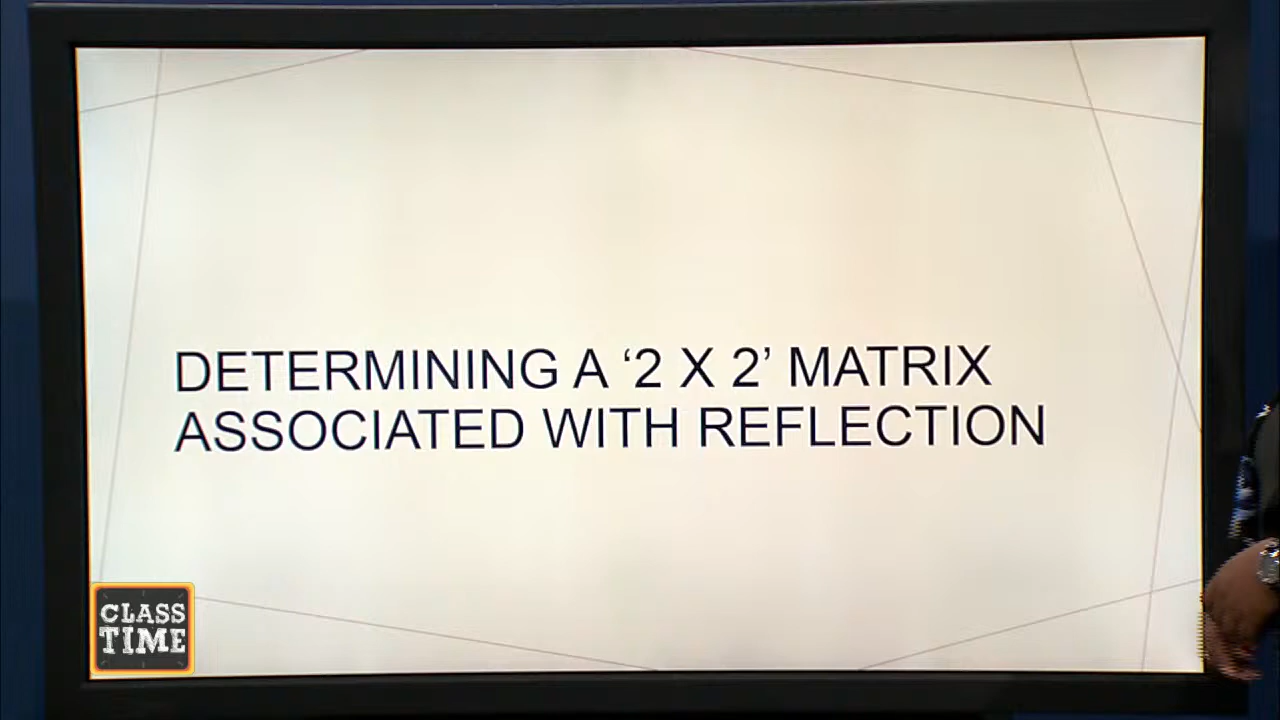 DETERMINING A ‘2 X 2’ MATRIX
ASSOCIATED WITH REFLECTION
CLASS
TIME